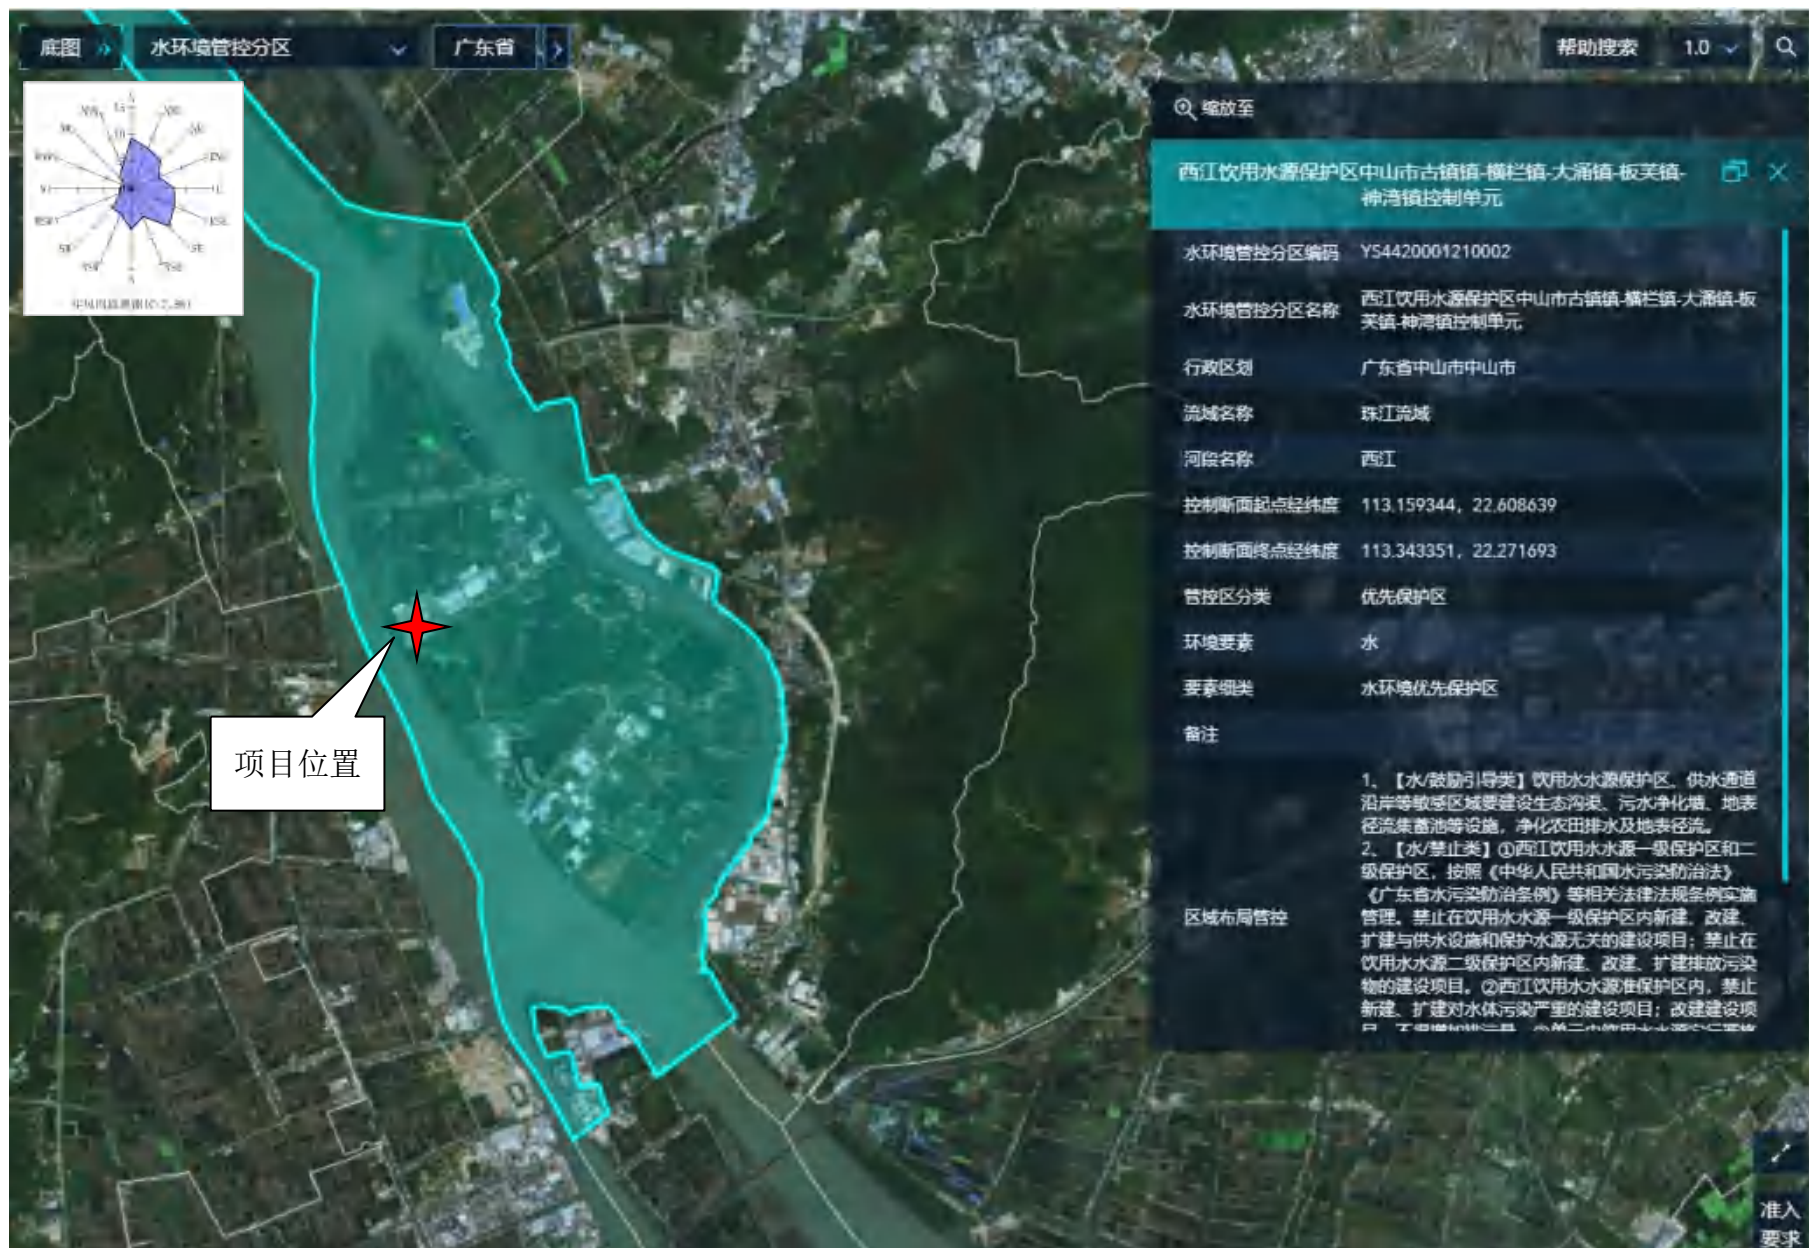 底图
水环境管控分区
广东省
帮助搜索
1.0
缩放至
西江饮用水源保护区中山市古镇镇-横栏镇-大涌镇-板芙镇-
神湾镇控制单元
水环境管控分区编码 YS4420001210002
水环境管控分区名称 西江饮用水源保护区中山市古镇镇-横栏镇-大涌镇-板
芙镇-神湾镇控制单元
行政区划 广东省中山市中山市
流域名称 珠江流域
河段名称 西江
控制断面起点经纬度 113.159344，22.608639
控制断面终点经纬度 113.343351，22.271693
管控区分类 优先保护区
环境要素 水
要素细类 水环境优先保护区
备注
区域布局管控
1、【水/鼓励引导类】饮用水水源保护区、供水通道
沿岸等敏感区域要建设生态沟渠、污水净化塘、地表
径流集蓄池等设施，净化农田排水及地表径流。
2、【水/禁止类】①西江饮用水水源一级保护区和二
级保护区，按照《中华人民共和国水污染防治法》
《广东省水污染防治条例》等相关法律法规条例实施
管理。禁止在饮用水水源一级保护区内新建、改建、
扩建与供水设施和保护水源无关的建设项目；禁止在
饮用水水源二级保护区内新建、改建、扩建排放污染
物的建设项目。②西江饮用水水源准保护区内，禁止
新建、扩建对水体污染严重的建设项目；改建建设项
项目位置
准入
要求